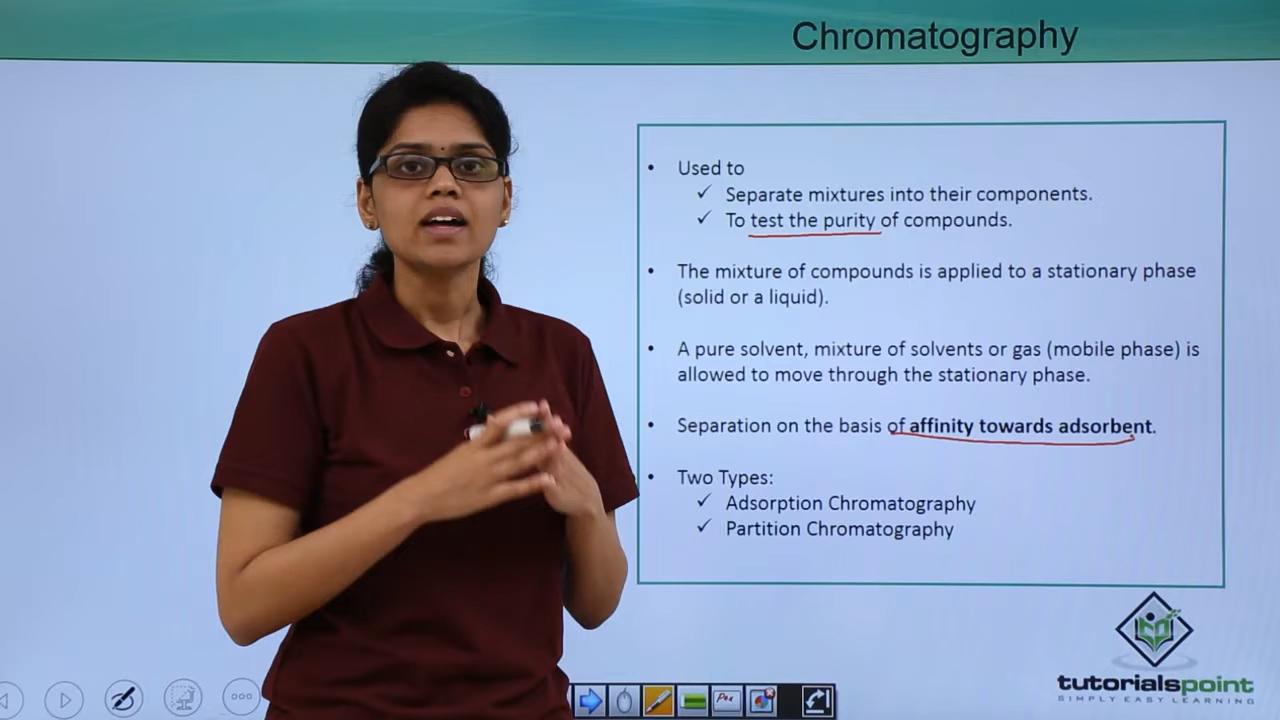 Chromatography
• Used to
✓ Separate mixtures into their components.
✓ To test the purity of compounds.
• The mixture of compounds is applied to a stationary phase
(solid or a liquid).
• A pure solvent, mixture of solvents or gas (mobile phase) is
allowed to move through the stationary phase.
• Separation on the basis of affinity towards adsorbent.
• Two Types:
✓ Adsorption Chromatography
✓ Partition Chromatography
Pen
tutorialspoint
SIMPLY EASY LEARNING